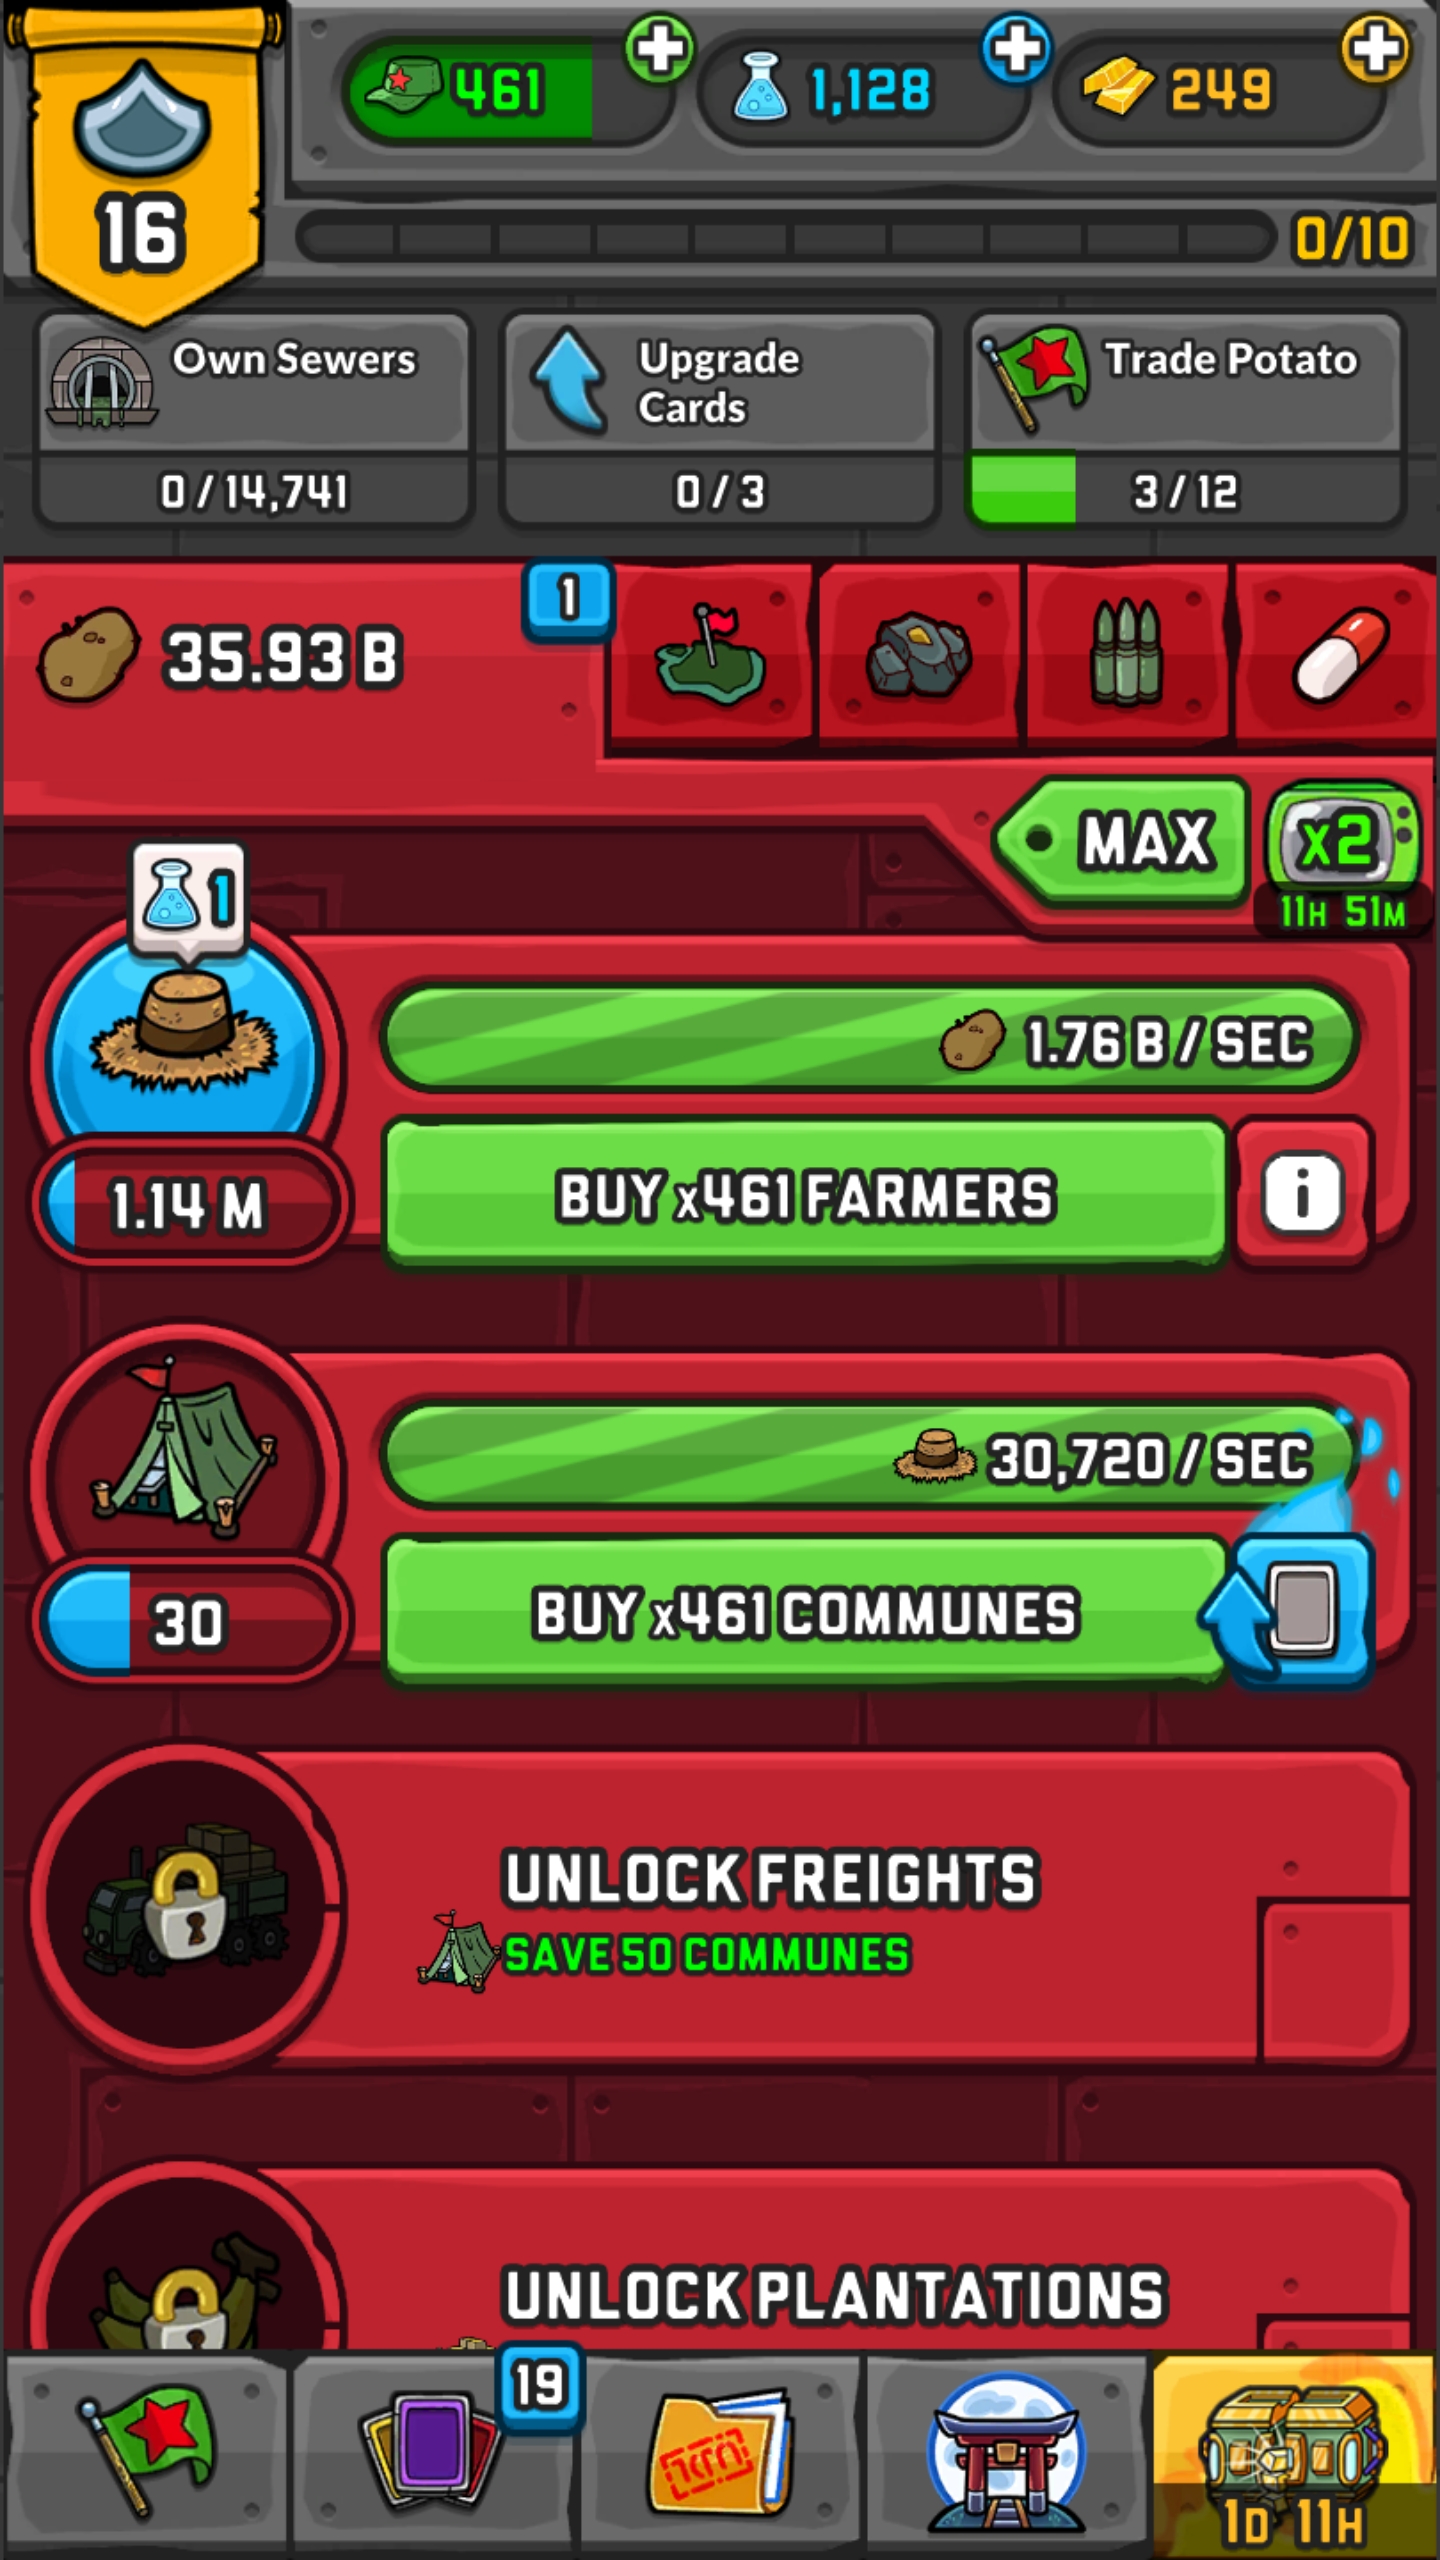 461
1,128
249
16
0/10
Own Sewers
0 / 14,741
Upgrade
Cards
0 / 3
Trade Potato
3 / 12
35.93 B
1
MAX
x2
11H 51M
1
1.76 B / SEC
1.14 M
BUY x461 FARMERS
i
30,720 / SEC
30
BUY x461 COMMUNES
UNLOCK FREIGHTS
SAVE 50 COMMUNES
UNLOCK PLANTATIONS
19
1D 11H